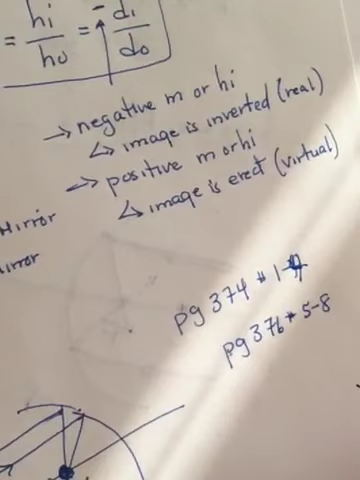 = hi/ho = - di/do
→ negative m or hi
↳ image is inverted (real)
→ positive m or hi
↳ image is erect (virtual)
Mirror
irror
pg 374 # 1-4
pg 376 # 5-8